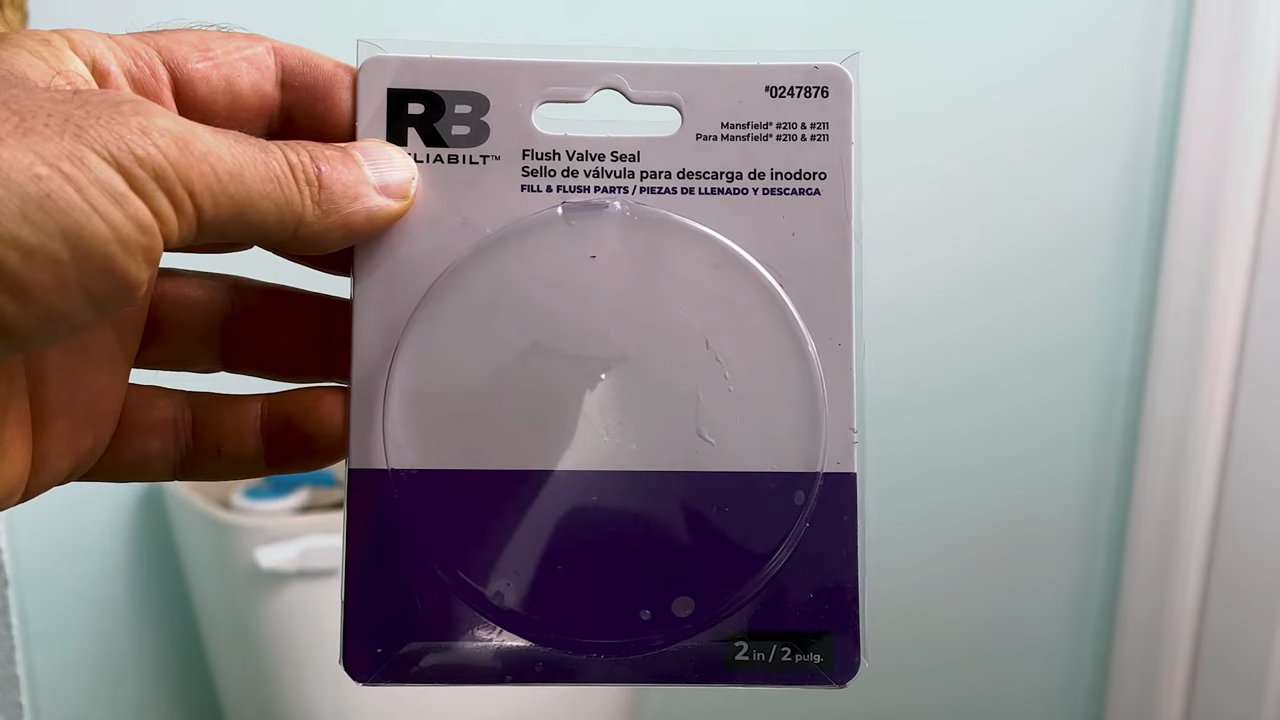 #0247876
RB
LIABILT™
Mansfield® #210 & #211
Para Mansfield® #210 & #211
Flush Valve Seal
Sello de válvula para descarga de inodoro
FILL & FLUSH PARTS / PIEZAS DE LLENADO Y DESCARGA
2 in / 2 pulg.